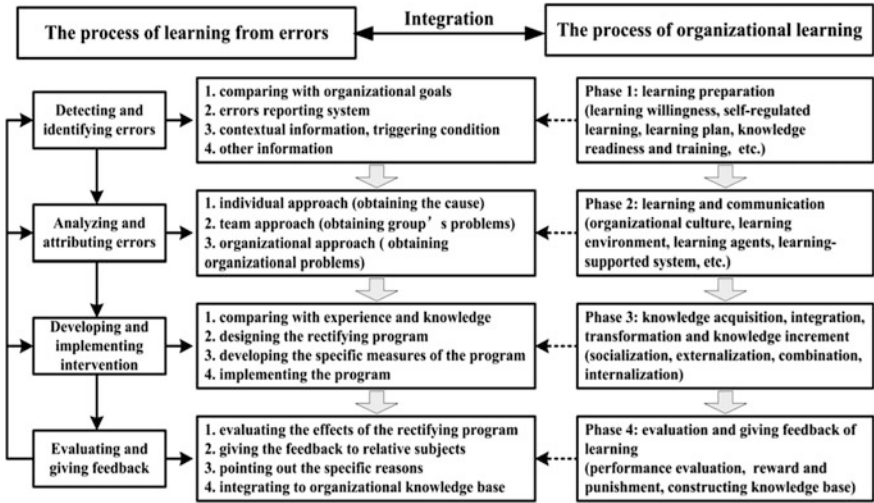 The process of learning from errors
Integration
The process of organizational learning
Detecting and
identifying errors
1. comparing with organizational goals
2. errors reporting system
3. contextual information, triggering condition
4. other information
Phase 1: learning preparation
(learning willingness, self-regulated
learning, learning plan, knowledge
readiness and training, etc.)
Analyzing and
attributing errors
1. individual approach (obtaining the cause)
2. team approach (obtaining group's problems)
3. organizational approach ( obtaining
organizational problems)
Phase 2: learning and communication
(organizational culture, learning
environment, learning agents, learning-
supported system, etc.)
Developing and
implementing
intervention
1. comparing with experience and knowledge
2. designing the rectifying program
3. developing the specific measures of the program
4. implementing the program
Phase 3: knowledge acquisition, integration,
transformation and knowledge increment
(socialization, externalization, combination,
internalization)
Evaluating and
giving feedback
1. evaluating the effects of the rectifying program
2. giving the feedback to relative subjects
3. pointing out the specific reasons
4. integrating to organizational knowledge base
Phase 4: evaluation and giving feedback of
learning
(performance evaluation, reward and
punishment, constructing knowledge base)